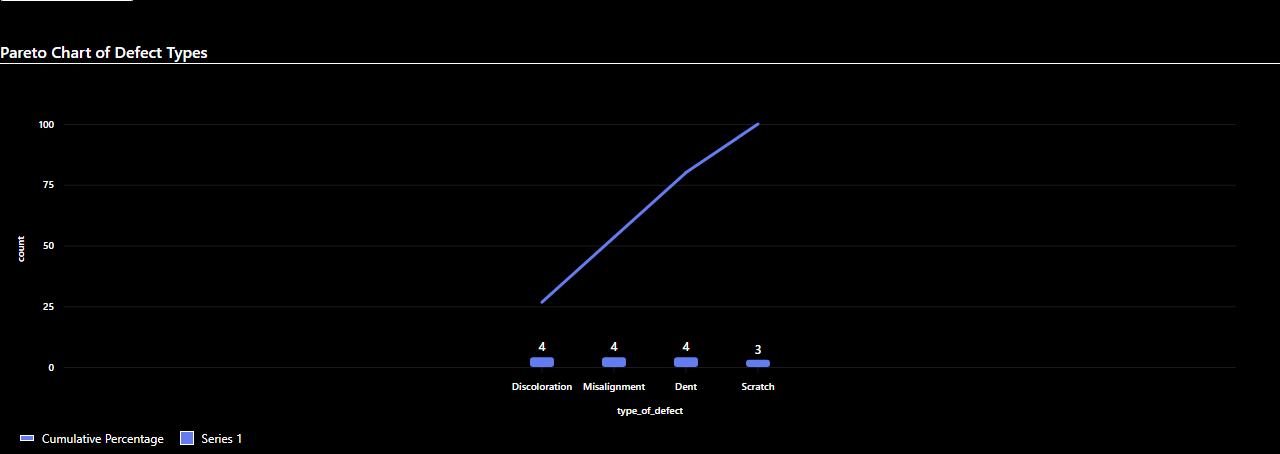 Pareto Chart of Defect Types
100
75
50
25
0
count
4 4 4 3
Discoloration Misalignment Dent Scratch
type_of_defect
Cumulative Percentage Series 1